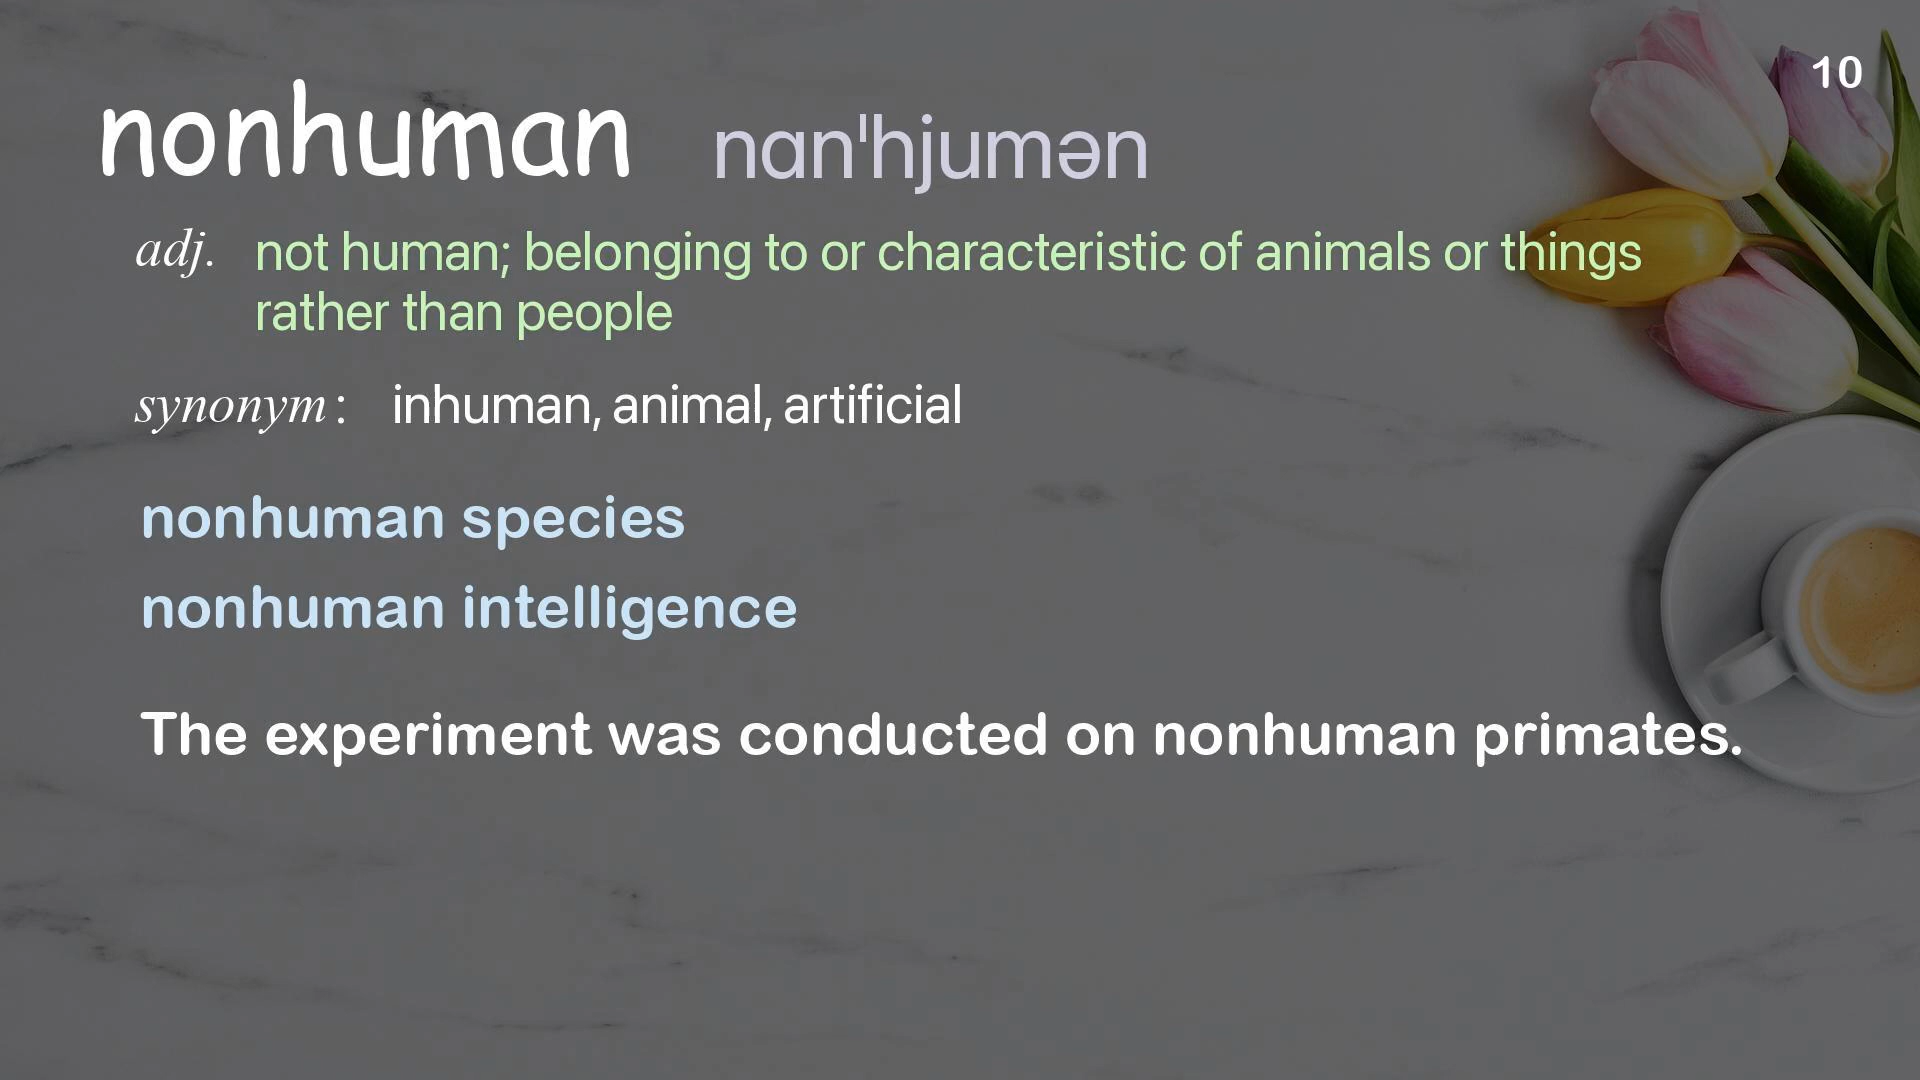 10
nonhuman nɑnˈhjumən
adj. not human; belonging to or characteristic of animals or things
rather than people
synonym: inhuman, animal, artificial
nonhuman species
nonhuman intelligence
The experiment was conducted on nonhuman primates.